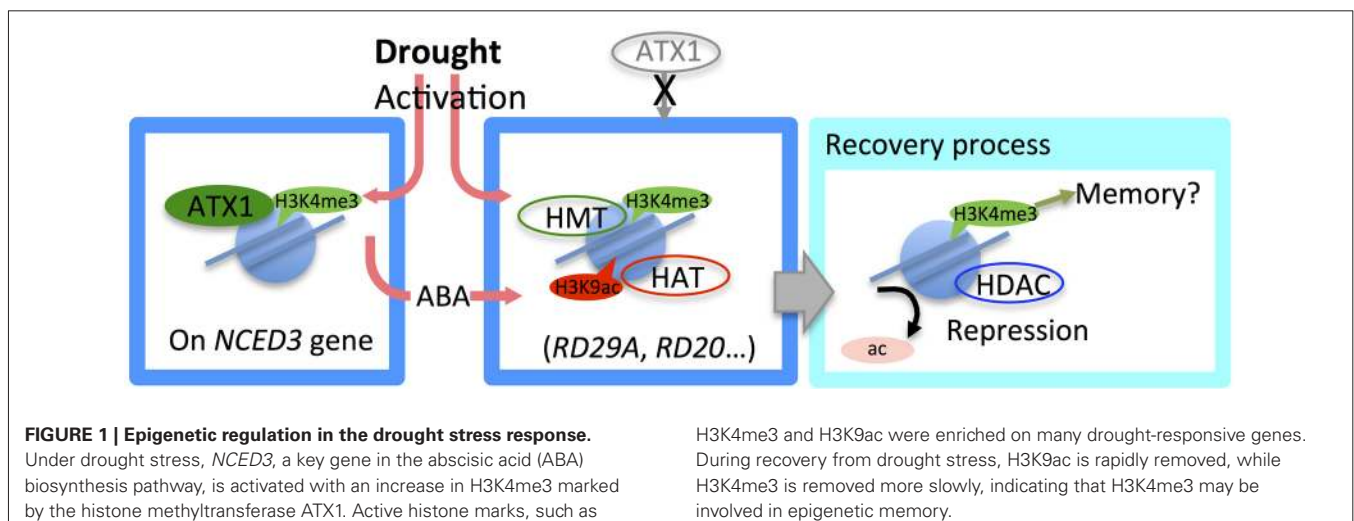 Drought
Activation
ATX1
X
ATX1
H3K4me3
On NCED3 gene
ABA
HMT
H3K4me3
H3K9ac
HAT
(RD29A, RD20...)
Recovery process
H3K4me3
Memory?
HDAC
Repression
ac
FIGURE 1 | Epigenetic regulation in the drought stress response.
Under drought stress, NCED3, a key gene in the abscisic acid (ABA)
biosynthesis pathway, is activated with an increase in H3K4me3 marked
by the histone methyltransferase ATX1. Active histone marks, such as
H3K4me3 and H3K9ac were enriched on many drought-responsive genes.
During recovery from drought stress, H3K9ac is rapidly removed, while
H3K4me3 is removed more slowly, indicating that H3K4me3 may be
involved in epigenetic memory.